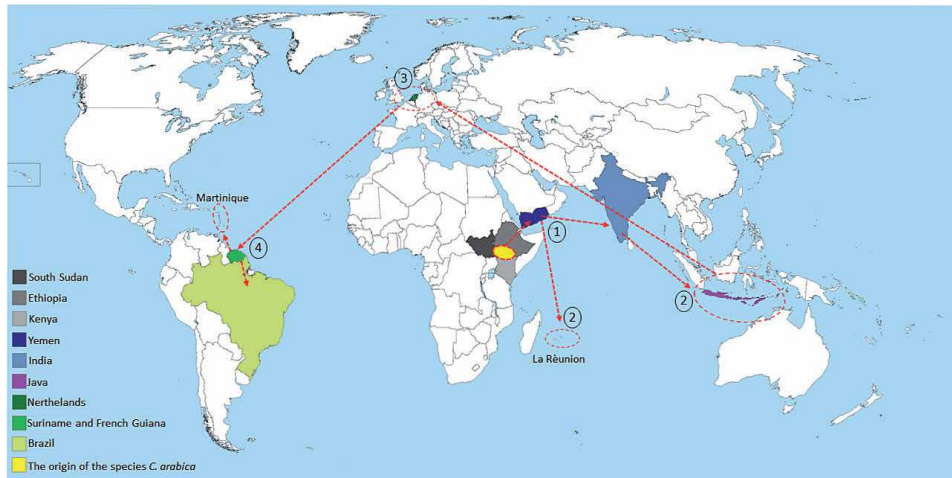 3
Martinique
4
1
2
2
La Rèunion
South Sudan
Ethiopia
Kenya
Yemen
India
Java
Nerthelands
Suriname and French Guiana
Brazil
The origin of the species C. arabica